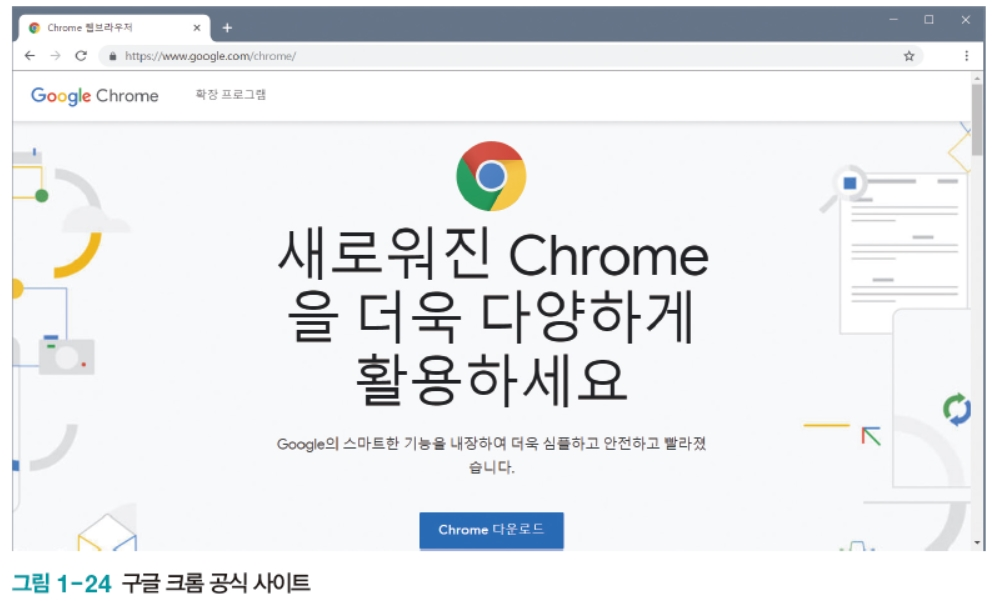 Chrome 웹브라우저
https://www.google.com/chrome/
Google Chrome 확장 프로그램
새로워진 Chrome
을 더욱 다양하게
활용하세요
Google의 스마트한 기능을 내장하여 더욱 심플하고 안전하고 빨라졌
습니다.
Chrome 다운로드
그림 1-24 구글 크롬 공식 사이트